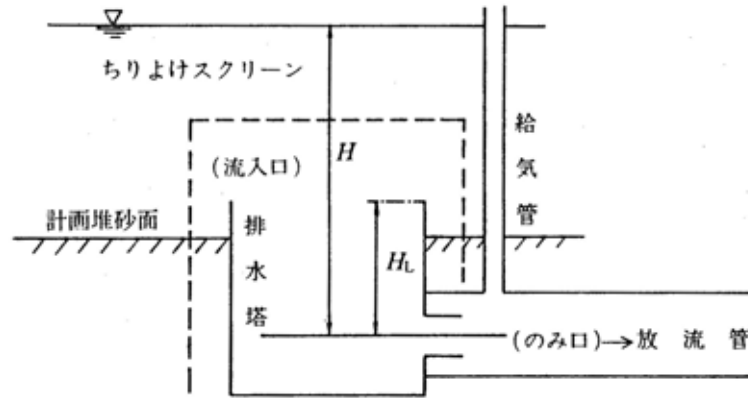 ちりよけスクリーン
(流入口)
H
給気管
計画堆砂面
排水塔
H_L
(のみ口)→放流管